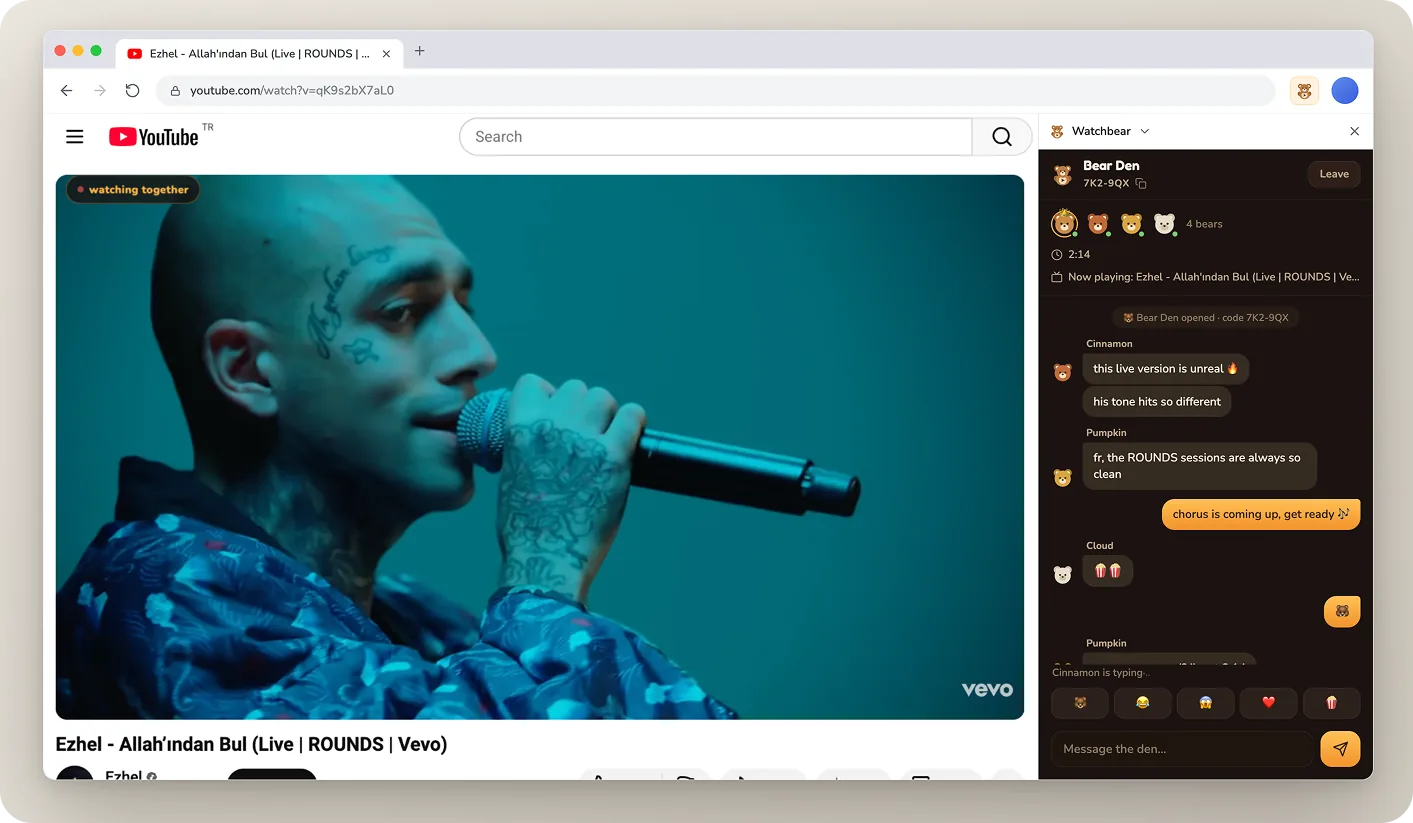 Ezhel - Allah'ından Bul (Live | ROUNDS | ...
youtube.com/watch?v=qK9s2bX7aL0
YouTube TR
Search
watching together
vevo
Ezhel - Allah'ından Bul (Live | ROUNDS | Vevo)
Ezhel
Watchbear
Bear Den
7K2-9QX
Leave
4 bears
2:14
Now playing: Ezhel - Allah'ından Bul (Live | ROUNDS | Ve...
🐻 Bear Den opened · code 7K2-9QX
Cinnamon
this live version is unreal 🔥
his tone hits so different
Pumpkin
fr, the ROUNDS sessions are always so
clean
chorus is coming up, get ready 🎶
Cloud
🍿🍿
🐻
Pumpkin
Cinnamon is typing...
🐻 😂 😱 ❤️ 🍿
Message the den...